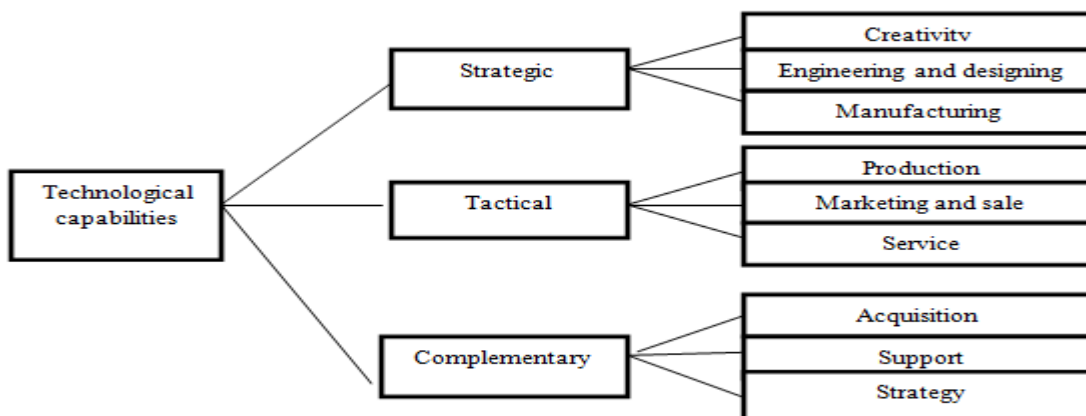 Creativity
Strategic
Engineering and designing
Manufacturing
Technological
capabilities
Production
Tactical
Marketing and sale
Service
Acquisition
Complementary
Support
Strategy